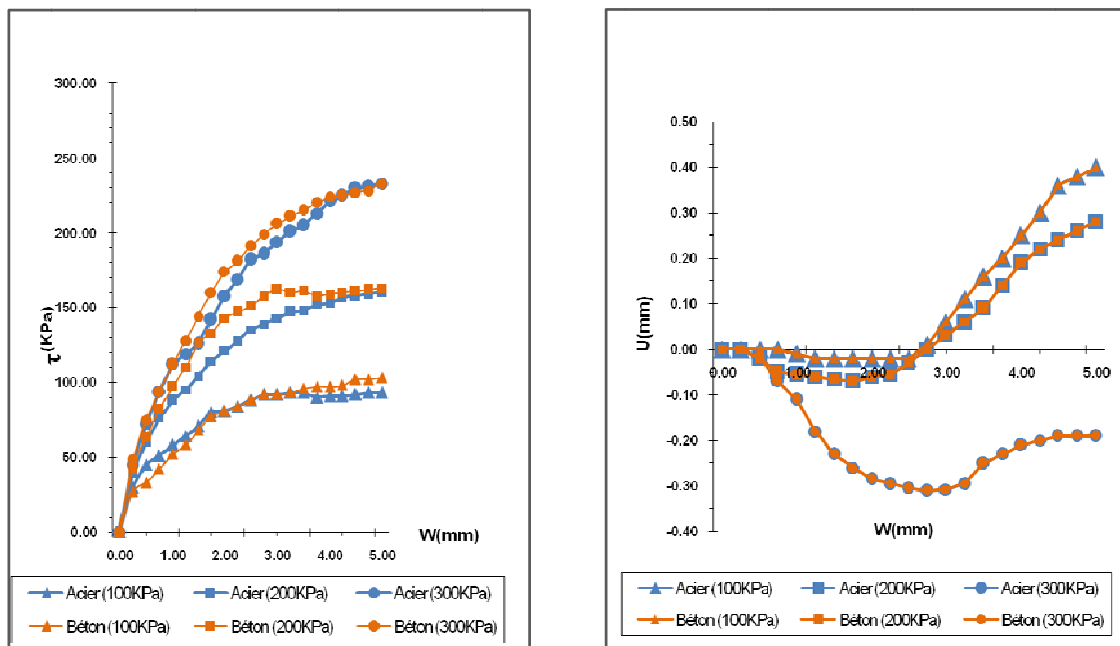 300.00
250.00
200.00
150.00
100.00
50.00
0.00
τ(KPa)
0.00 1.00 2.00 3.00 4.00 5.00
W(mm)
Acier (100KPa) Acier (200KPa) Acier (300KPa)
Béton (100KPa) Béton (200KPa) Béton (300KPa)
0.50
0.40
0.30
0.20
0.10
0.00
-0.10
-0.20
-0.30
-0.40
U(mm)
0.00 1.00 2.00 3.00 4.00 5.00
W(mm)
Acier (100KPa) Acier (200KPa) Acier (300KPa)
Béton (100KPa) Béton (200KPa) Béton (300KPa)